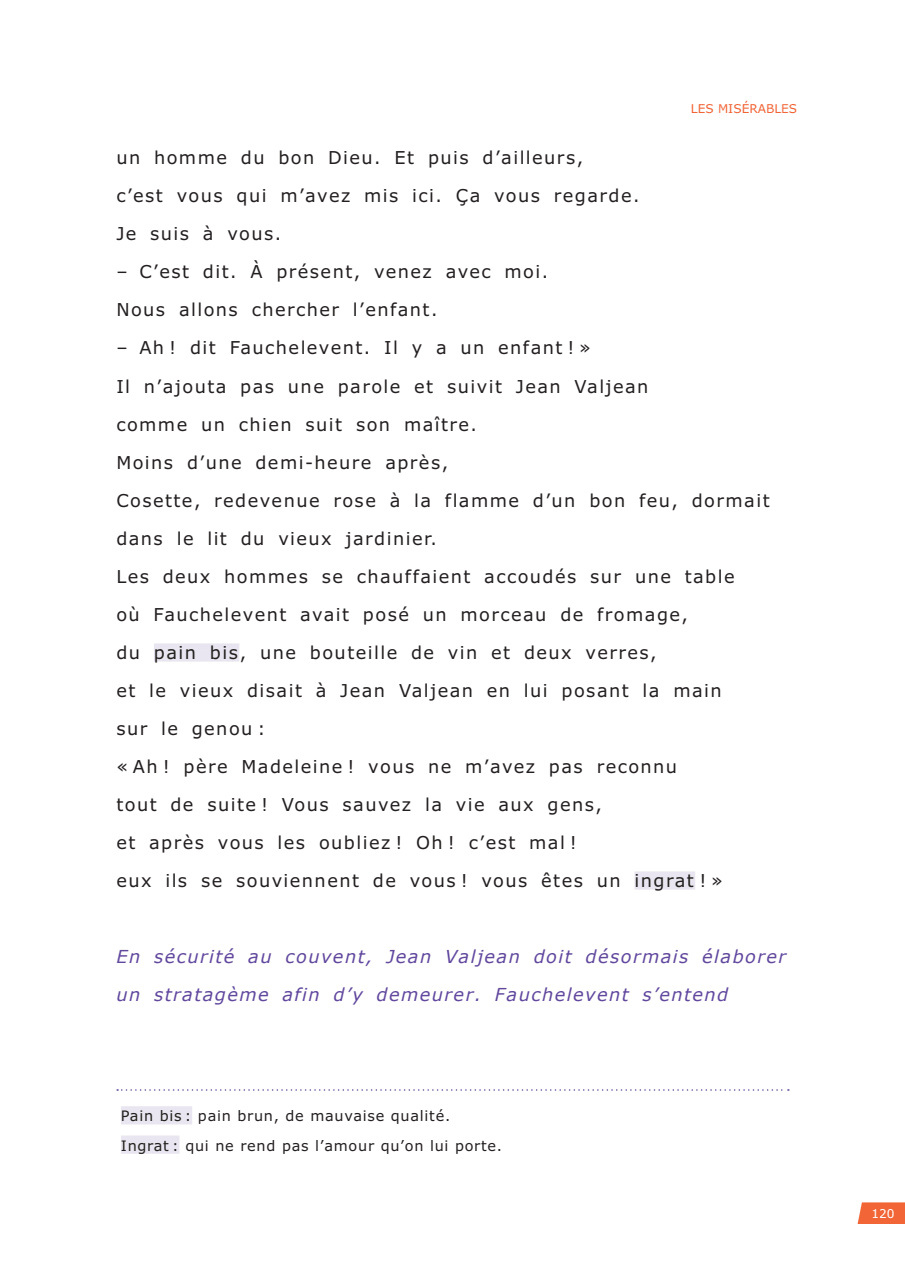 LES MISÉRABLES
un homme du bon Dieu. Et puis d’ailleurs,
c’est vous qui m’avez mis ici. Ça vous regarde.
Je suis à vous.
– C’est dit. À présent, venez avec moi.
Nous allons chercher l’enfant.
– Ah ! dit Fauchelevent. Il y a un enfant ! »
Il n’ajouta pas une parole et suivit Jean Valjean
comme un chien suit son maître.
Moins d’une demi-heure après,
Cosette, redevenue rose à la flamme d’un bon feu, dormait
dans le lit du vieux jardinier.
Les deux hommes se chauffaient accoudés sur une table
où Fauchelevent avait posé un morceau de fromage,
du pain bis, une bouteille de vin et deux verres,
et le vieux disait à Jean Valjean en lui posant la main
sur le genou :
« Ah ! père Madeleine ! vous ne m’avez pas reconnu
tout de suite ! Vous sauvez la vie aux gens,
et après vous les oubliez ! Oh ! c’est mal !
eux ils se souviennent de vous ! vous êtes un ingrat ! »
En sécurité au couvent, Jean Valjean doit désormais élaborer
un stratagème afin d’y demeurer. Fauchelevent s’entend
Pain bis : pain brun, de mauvaise qualité.
Ingrat : qui ne rend pas l’amour qu’on lui porte.
120